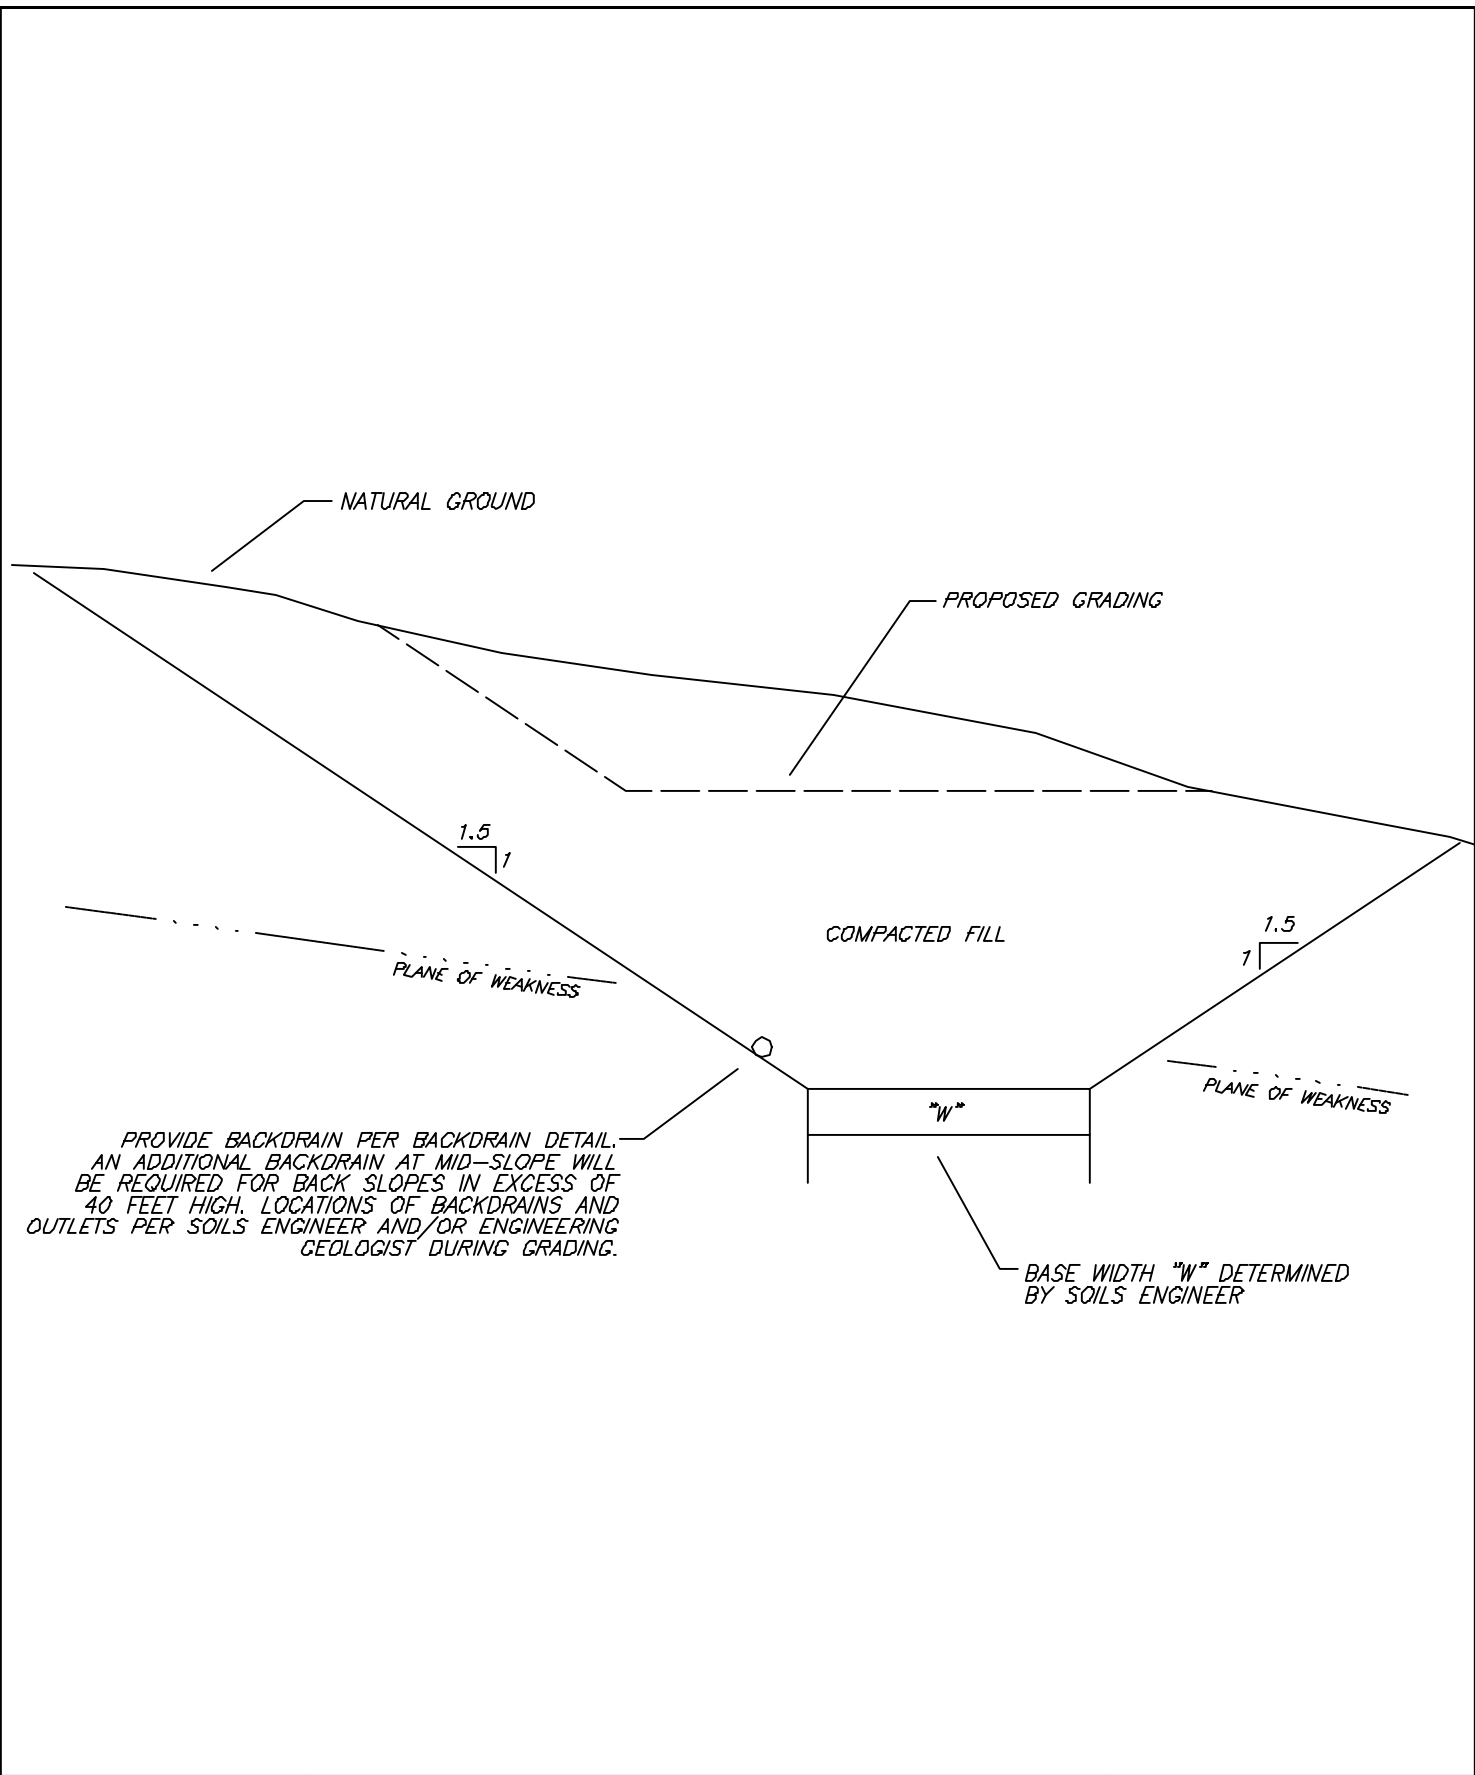 NATURAL GROUND
PROPOSED GRADING
1.5
1
COMPACTED FILL
1.5
1
PLANE OF WEAKNESS
PLANE OF WEAKNESS
"W"
PROVIDE BACKDRAIN PER BACKDRAIN DETAIL.
AN ADDITIONAL BACKDRAIN AT MID-SLOPE WILL
BE REQUIRED FOR BACK SLOPES IN EXCESS OF
40 FEET HIGH. LOCATIONS OF BACKDRAINS AND
OUTLETS PER SOILS ENGINEER AND/OR ENGINEERING
GEOLOGIST DURING GRADING.
BASE WIDTH "W" DETERMINED
BY SOILS ENGINEER